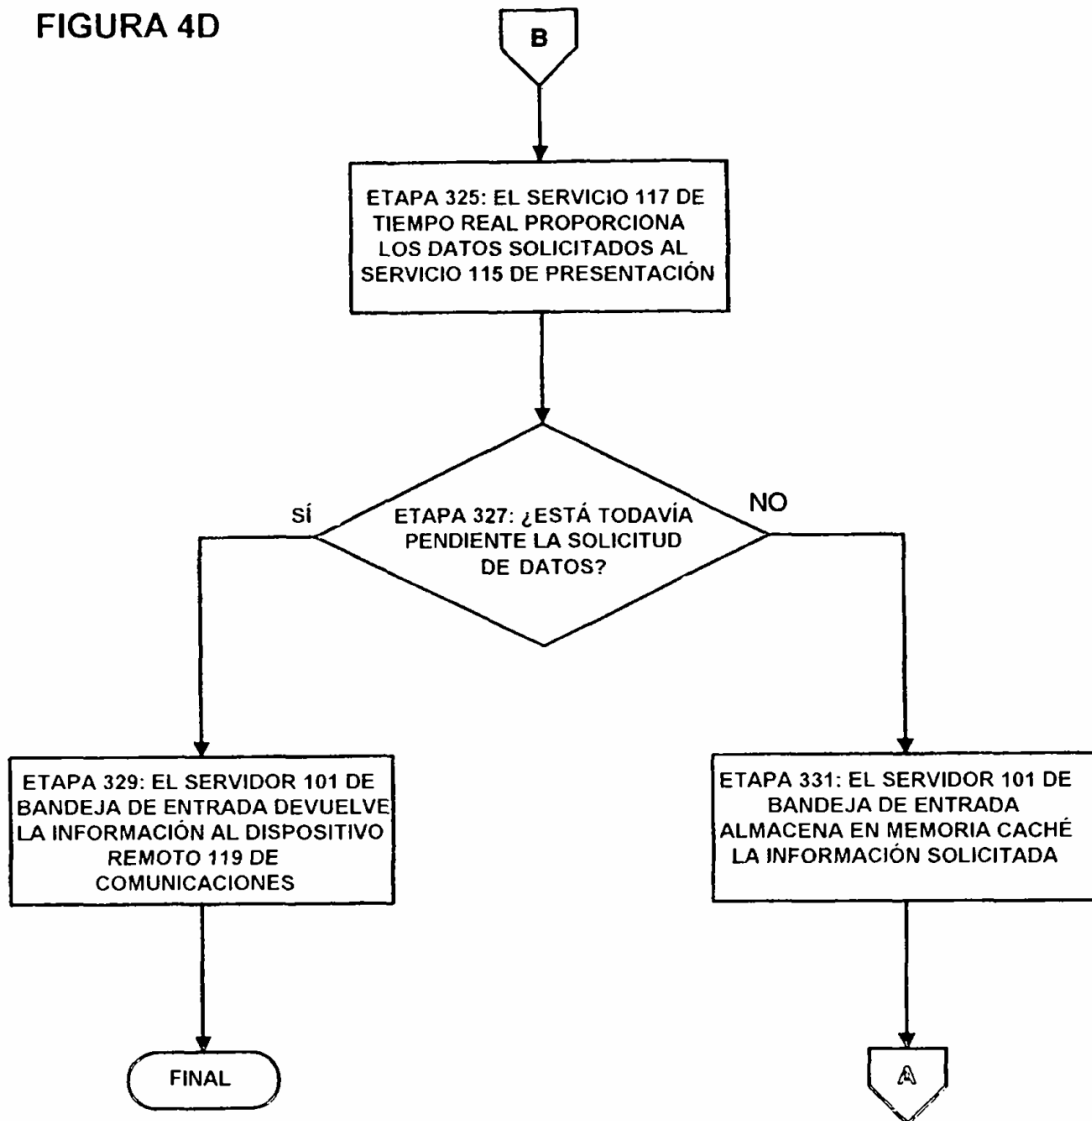 FIGURA 4D
B
ETAPA 325: EL SERVICIO 117 DE
TIEMPO REAL PROPORCIONA
LOS DATOS SOLICITADOS AL
SERVICIO 115 DE PRESENTACIÓN
SÍ
ETAPA 327: ¿ESTÁ TODAVÍA
PENDIENTE LA SOLICITUD
DE DATOS?
NO
ETAPA 329: EL SERVIDOR 101 DE
BANDEJA DE ENTRADA DEVUELVE
LA INFORMACIÓN AL DISPOSITIVO
REMOTO 119 DE
COMUNICACIONES
ETAPA 331: EL SERVIDOR 101 DE
BANDEJA DE ENTRADA
ALMACENA EN MEMORIA CACHÉ
LA INFORMACIÓN SOLICITADA
FINAL
A